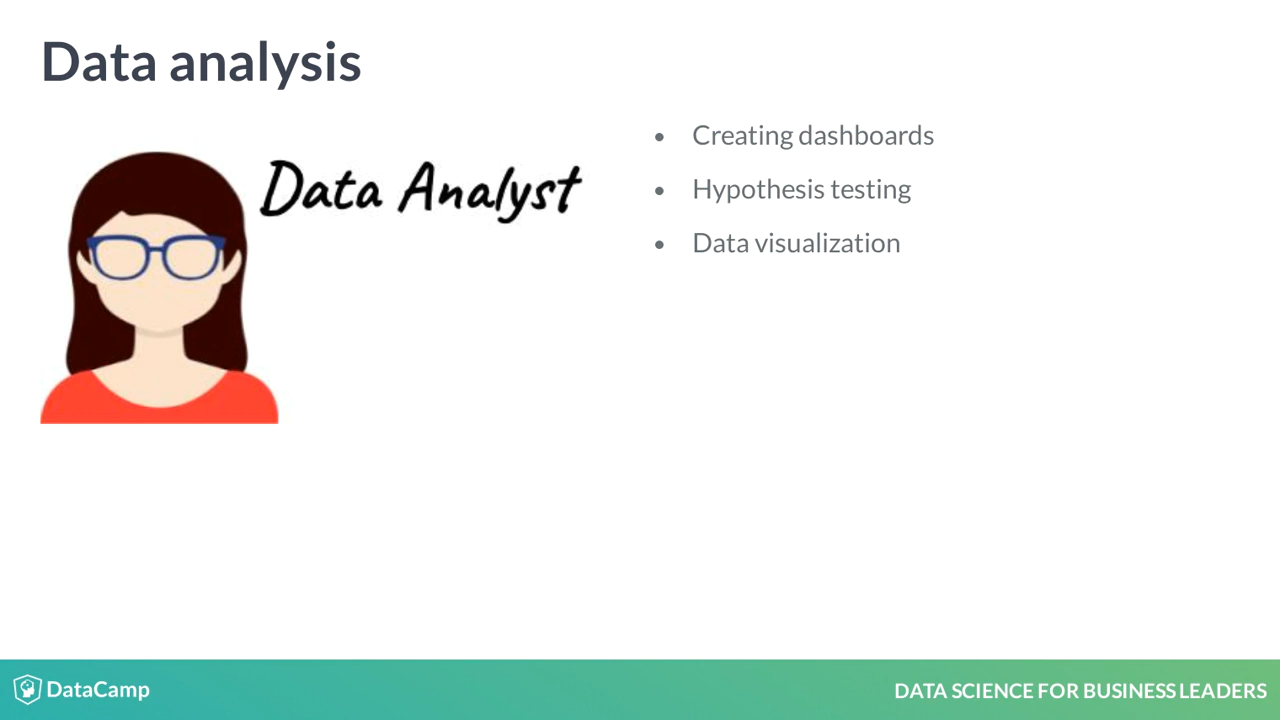 Data analysis
Data Analyst
Creating dashboards
Hypothesis testing
Data visualization
DataCamp
DATA SCIENCE FOR BUSINESS LEADERS